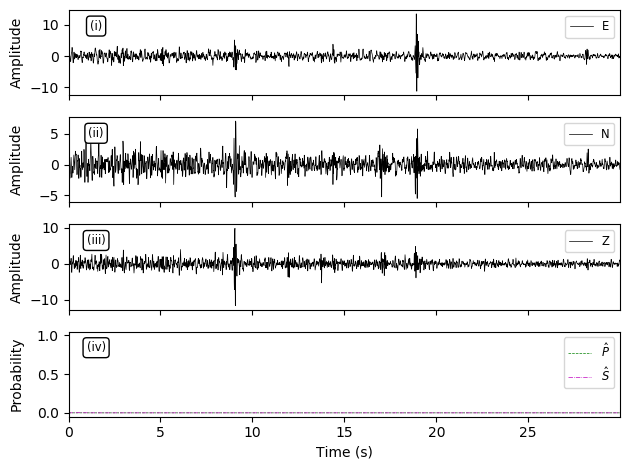 Amplitude
10
0
−10
(i)
E
Amplitude
5
0
−5
(ii)
N
Amplitude
10
0
−10
(iii)
Z
Probability
1.0
0.5
0.0
(iv)
P̂
Ŝ
0 5 10 15 20 25
Time (s)